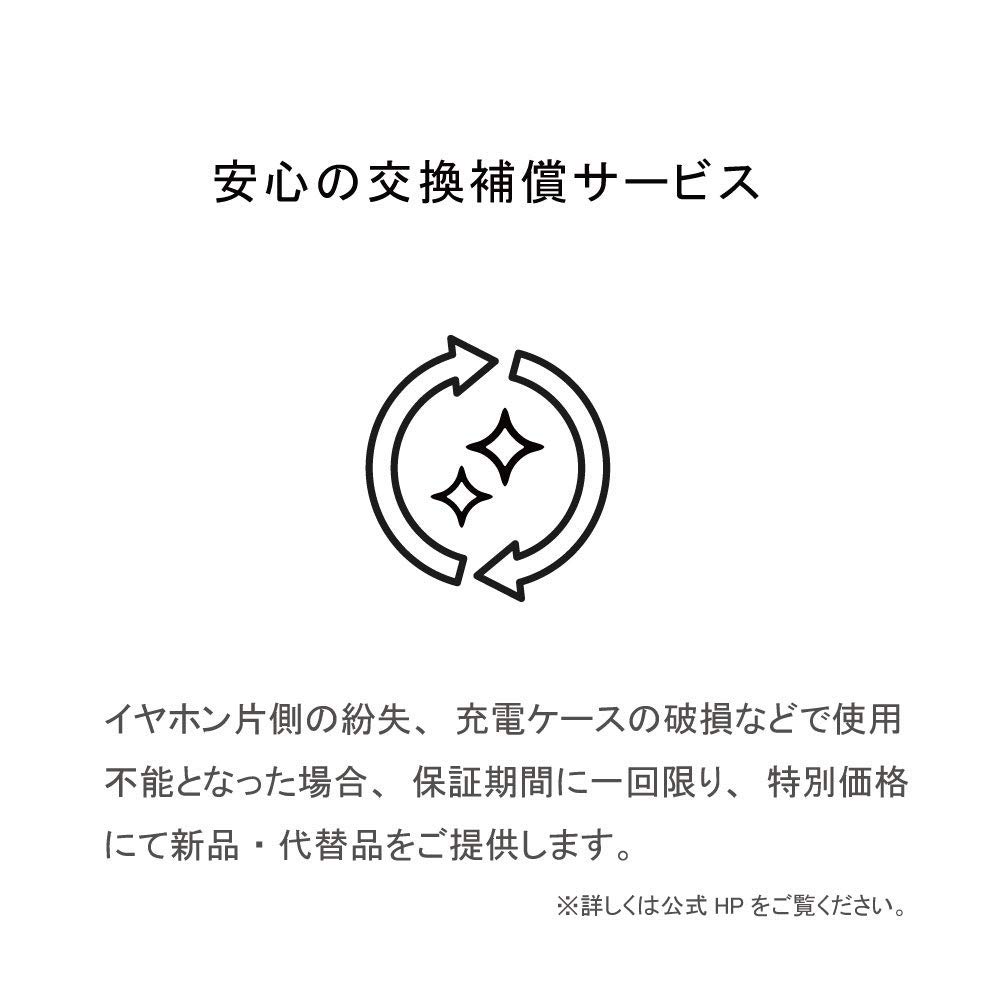 安心の交換補償サービス
イヤホン片側の紛失、充電ケースの破損などで使用
不能となった場合、保証期間に一回限り、特別価格
にて新品・代替品をご提供します。
※詳しくは公式 HP をご覧ください。